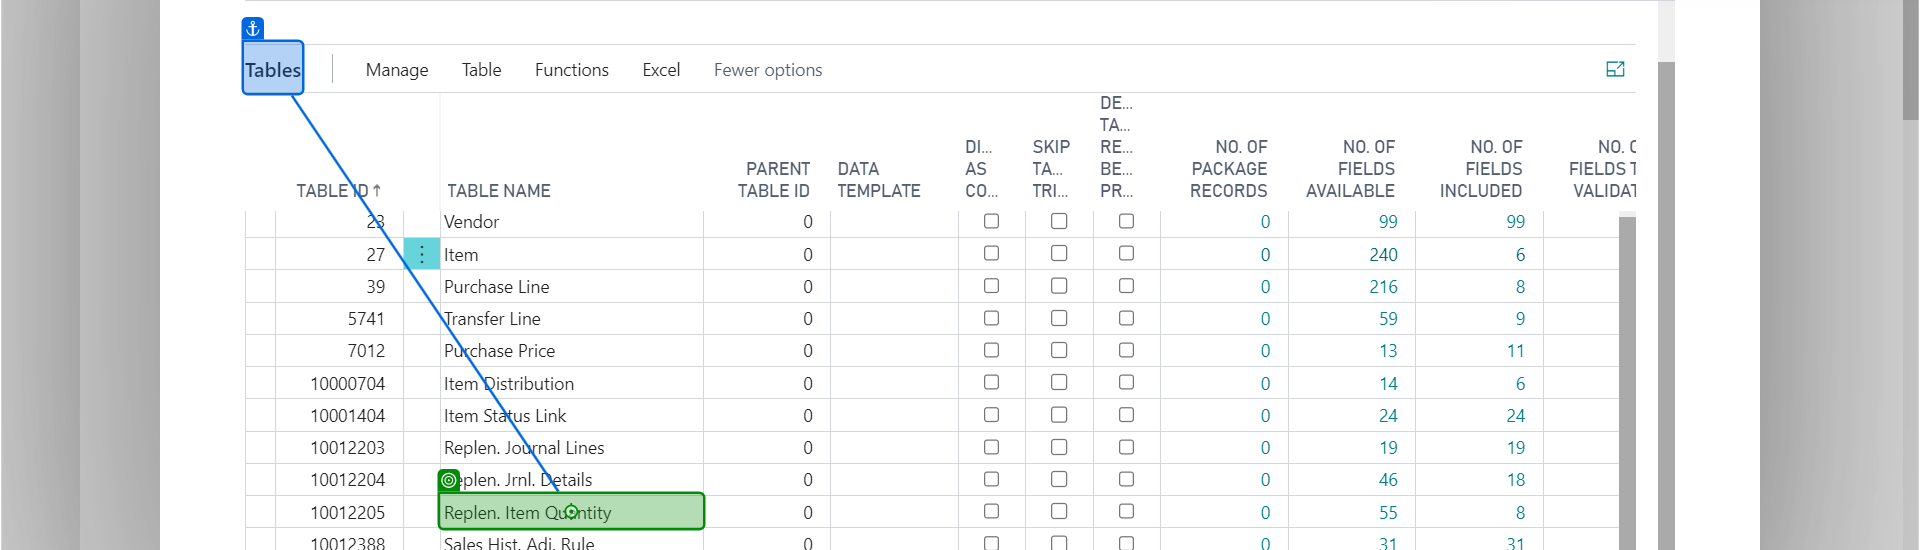 Tables Manage Table Functions Excel Fewer options
TABLE ID ↑ TABLE NAME PARENT TABLE ID DATA TEMPLATE DI... AS CO... SKIP TA... TRI... DE... TA... RE... BE... PR... NO. OF PACKAGE RECORDS NO. OF FIELDS AVAILABLE NO. OF FIELDS INCLUDED NO. FIELDS VALIDAT
23 Vendor 0 0 99 99
27 Item 0 0 240 6
39 Purchase Line 0 0 216 8
5741 Transfer Line 0 0 59 9
7012 Purchase Price 0 0 13 11
10000704 Item Distribution 0 0 14 6
10001404 Item Status Link 0 0 24 24
10012203 Replen. Journal Lines 0 0 19 19
10012204 Replen. Jrnl. Details 0 0 46 18
10012205 Replen. Item Quantity 0 0 55 8
10012388 Sales Hist. Adj. Rule 0 0 31 31